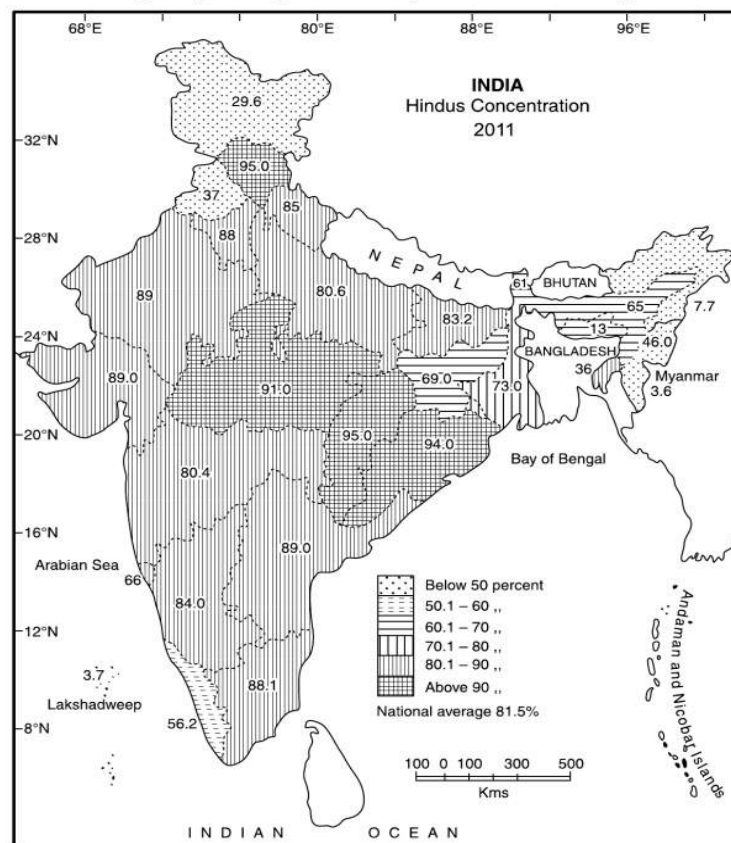 68°E 80°E 88°E 96°E
INDIA
Hindus Concentration
2011
29.6
32°N
95.0
37
85
28°N
88
NEPAL
61
BHUTAN
89
80.6
65
83.2
7.7
24°N
13
46.0
BANGLADESH
89.0
91.0
69.0
73.0
36
Myanmar
3.6
95.0
94.0
20°N
Bay of Bengal
80.4
16°N
89.0
Arabian Sea
66
84.0
Below 50 percent
50.1 – 60 ,,
60.1 – 70 ,,
70.1 – 80 ,,
80.1 – 90 ,,
Above 90 ,,
National average 81.5%
12°N
3.7
Lakshadweep
88.1
56.2
8°N
Andaman and Nicobar Islands
100 0 100 300 500
Kms
INDIAN OCEAN